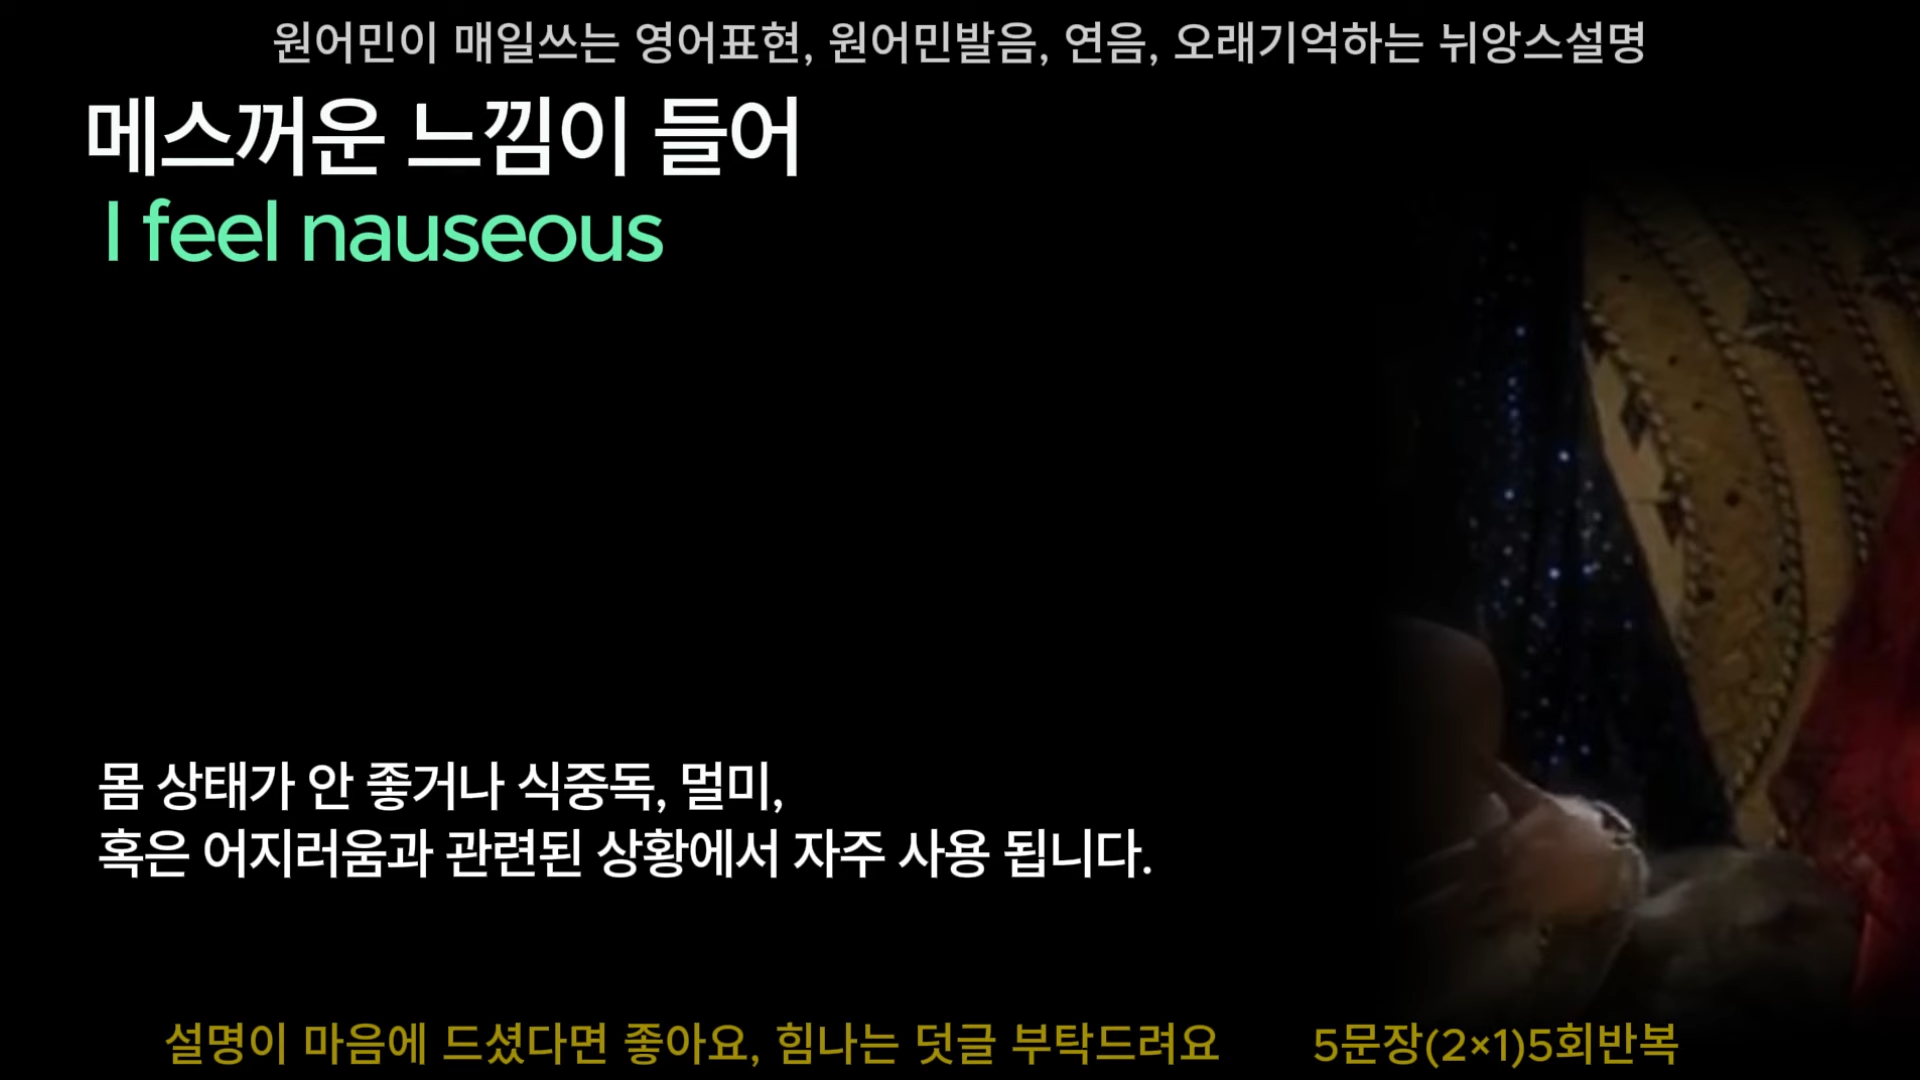 원어민이 매일쓰는 영어표현, 원어민발음, 연음, 오래기억하는 뉘앙스설명
메스꺼운 느낌이 들어
I feel nauseous
몸 상태가 안 좋거나 식중독, 멀미,
혹은 어지러움과 관련된 상황에서 자주 사용 됩니다.
설명이 마음에 드셨다면 좋아요, 힘나는 덧글 부탁드려요 5문장(2×1)5회반복